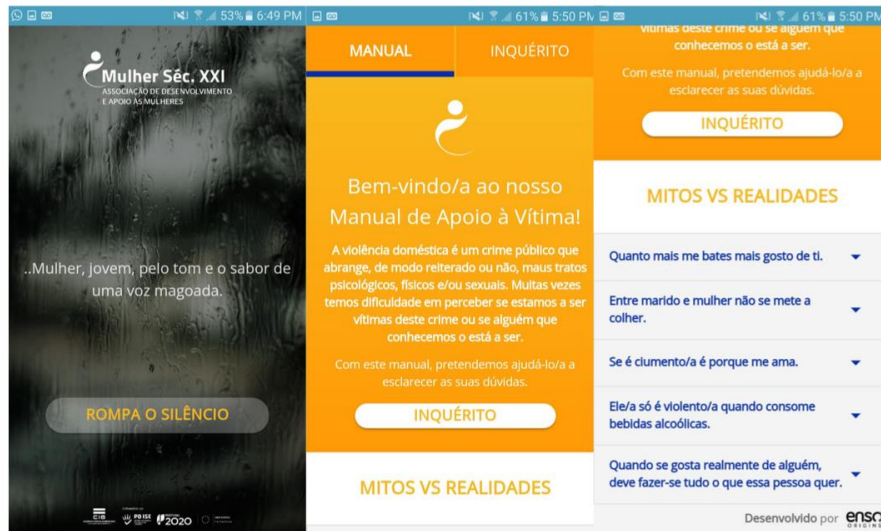 53% 6:49 PM
Mulher Séc. XXI
ASSOCIAÇÃO DE DESENVOLVIMENTO
E APOIO ÀS MULHERES
..Mulher, jovem, pelo tom e o sabor de
uma voz magoada.
ROMPA O SILÊNCIO
CIG
POISE
2020
61% 5:50 PM
MANUAL
INQUÉRITO
Bem-vindo/a ao nosso
Manual de Apoio à Vítima!
A violência doméstica é um crime público que
abrange, de modo reiterado ou não, maus tratos
psicológicos, físicos e/ou sexuais. Muitas vezes
temos dificuldade em perceber se estamos a ser
vítimas deste crime ou se alguém que
conhecemos o está a ser.
Com este manual, pretendemos ajudá-lo/a a
esclarecer as suas dúvidas.
INQUÉRITO
MITOS VS REALIDADES
61% 5:50 PM
vítimas deste crime ou se alguém que
conhecemos o está a ser.
Com este manual, pretendemos ajudá-lo/a a
esclarecer as suas dúvidas.
INQUÉRITO
MITOS VS REALIDADES
Quanto mais me bates mais gosto de ti.
Entre marido e mulher não se mete a
colher.
Se é ciumento/a é porque me ama.
Ele/a só é violento/a quando consome
bebidas alcoólicas.
Quando se gosta realmente de alguém,
deve fazer-se tudo o que essa pessoa quer.
Desenvolvido por enso
ORIGINS